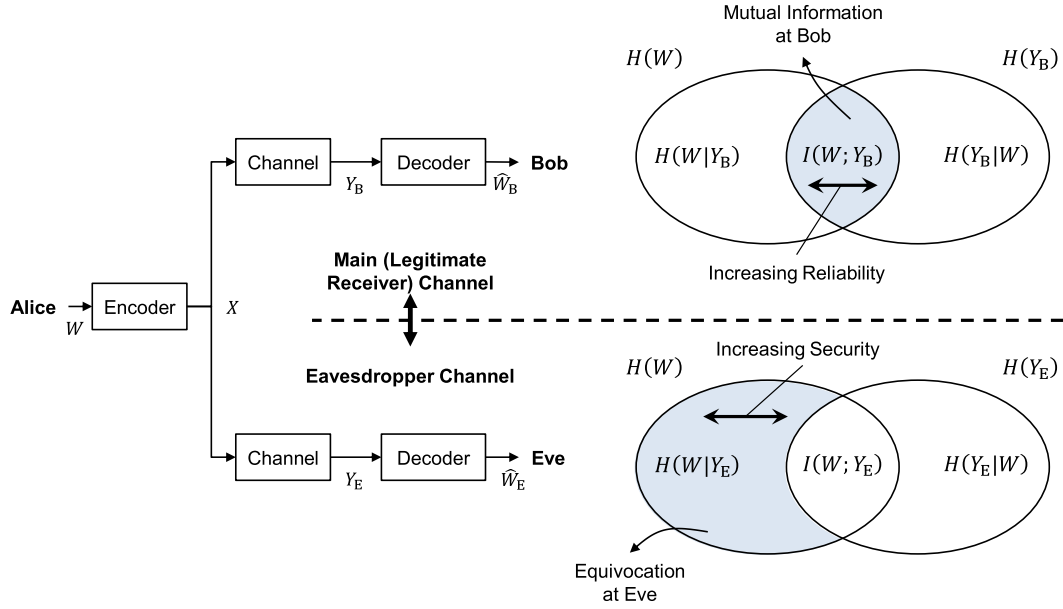 Mutual Information
at Bob
H(W)
H(Y_B)
Channel
Decoder
Bob
Y_B
Ŵ_B
H(W|Y_B)
I(W; Y_B)
H(Y_B|W)
Main (Legitimate
Receiver) Channel
Increasing Reliability
Alice
W
Encoder
X
Eavesdropper Channel
Increasing Security
H(W)
H(Y_E)
Channel
Decoder
Eve
Y_E
Ŵ_E
H(W|Y_E)
I(W; Y_E)
H(Y_E|W)
Equivocation
at Eve